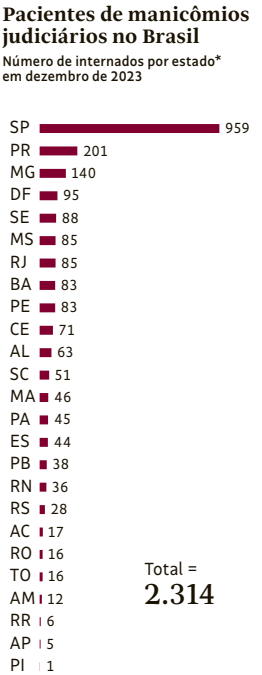 Pacientes de manicômios
judiciários no Brasil
Número de internados por estado*
em dezembro de 2023
SP 959
PR 201
MG 140
DF 95
SE 88
MS 85
RJ 85
BA 83
PE 83
CE 71
AL 63
SC 51
MA 46
PA 45
ES 44
PB 38
RN 36
RS 28
AC 17
RO 16
TO 16
AM 12
RR 6
AP 5
PI 1
Total =
2.314